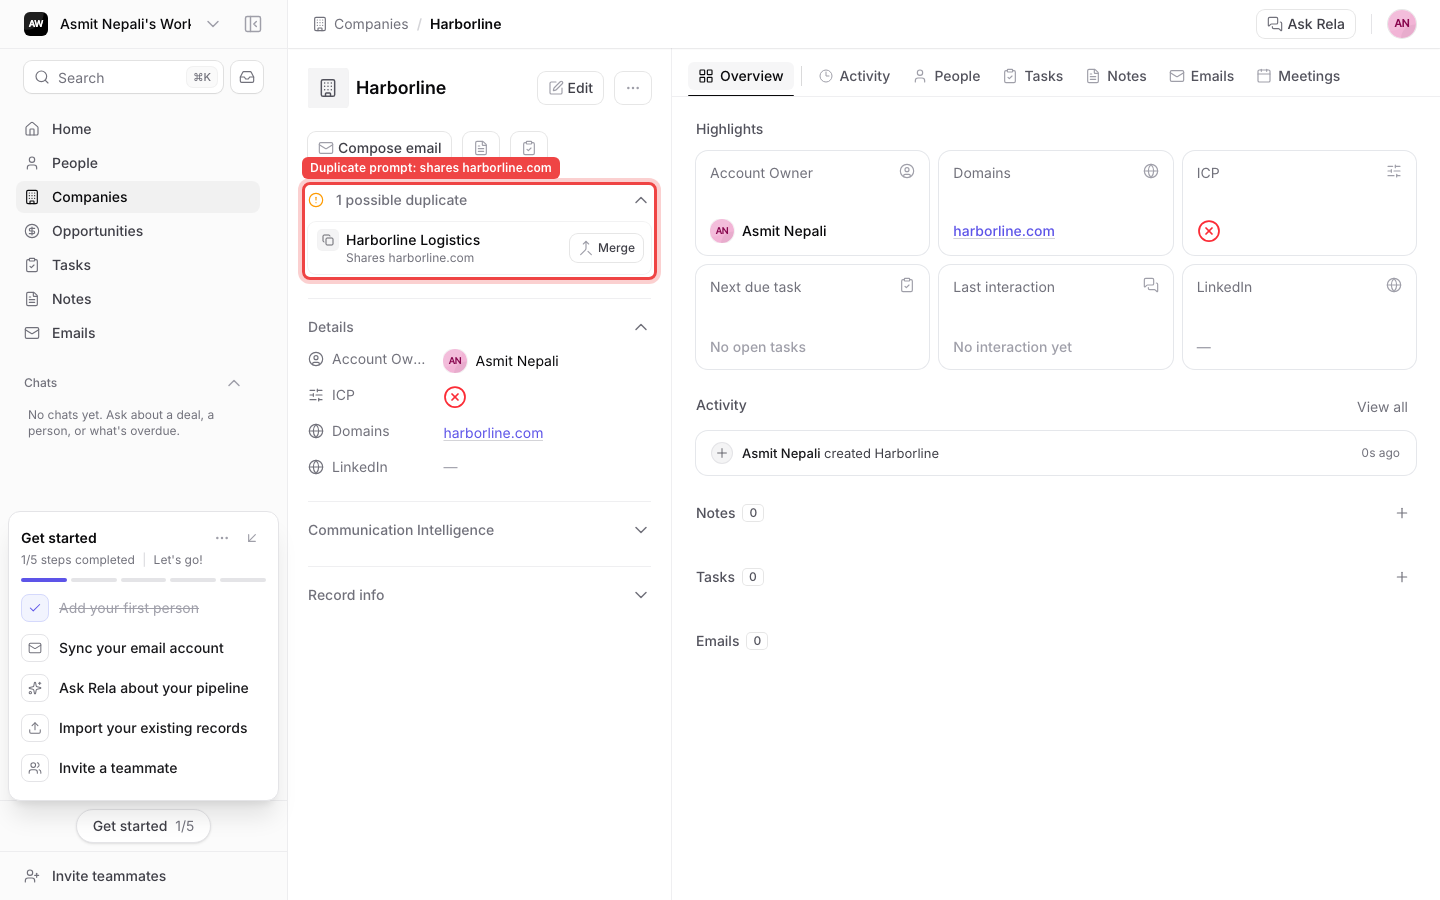 AW Asmit Nepali's Work
Companies / Harborline
Ask Rela
AN
Search ⌘K
Home
People
Companies
Opportunities
Tasks
Notes
Emails
Chats
No chats yet. Ask about a deal, a
person, or what's overdue.
Get started
1/5 steps completed | Let's go!
Add your first person
Sync your email account
Ask Rela about your pipeline
Import your existing records
Invite a teammate
Get started 1/5
Invite teammates
Harborline
Edit
Compose email
Duplicate prompt: shares harborline.com
1 possible duplicate
Harborline Logistics
Shares harborline.com
Merge
Details
Account Ow... AN Asmit Nepali
ICP
Domains harborline.com
LinkedIn —
Communication Intelligence
Record info
Overview
Activity
People
Tasks
Notes
Emails
Meetings
Highlights
Account Owner
AN Asmit Nepali
Domains
harborline.com
ICP
Next due task
No open tasks
Last interaction
No interaction yet
LinkedIn
—
Activity
View all
Asmit Nepali created Harborline 0s ago
Notes 0
Tasks 0
Emails 0